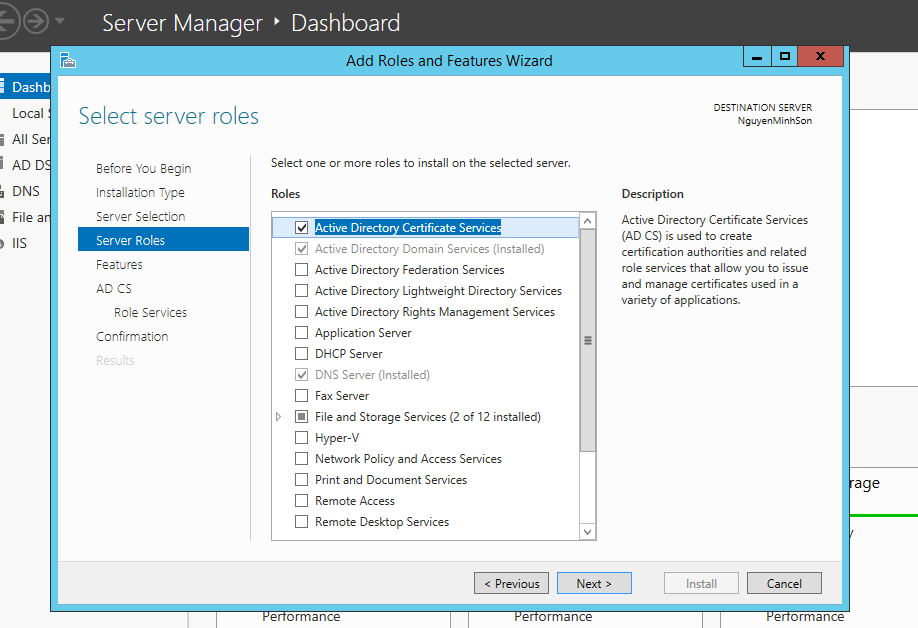 Server Manager ‣ Dashboard
Add Roles and Features Wizard
Dashb
Local S
All Ser
AD DS
DNS
File an
IIS
Select server roles
DESTINATION SERVER
NguyenMinhSon
Before You Begin
Installation Type
Server Selection
Server Roles
Features
AD CS
Role Services
Confirmation
Results
Select one or more roles to install on the selected server.
Roles
Active Directory Certificate Services
Active Directory Domain Services (Installed)
Active Directory Federation Services
Active Directory Lightweight Directory Services
Active Directory Rights Management Services
Application Server
DHCP Server
DNS Server (Installed)
Fax Server
File and Storage Services (2 of 12 installed)
Hyper-V
Network Policy and Access Services
Print and Document Services
Remote Access
Remote Desktop Services
Description
Active Directory Certificate Services
(AD CS) is used to create
certification authorities and related
role services that allow you to issue
and manage certificates used in a
variety of applications.
rage
< Previous
Next >
Install
Cancel
Performance
Performance
Performance